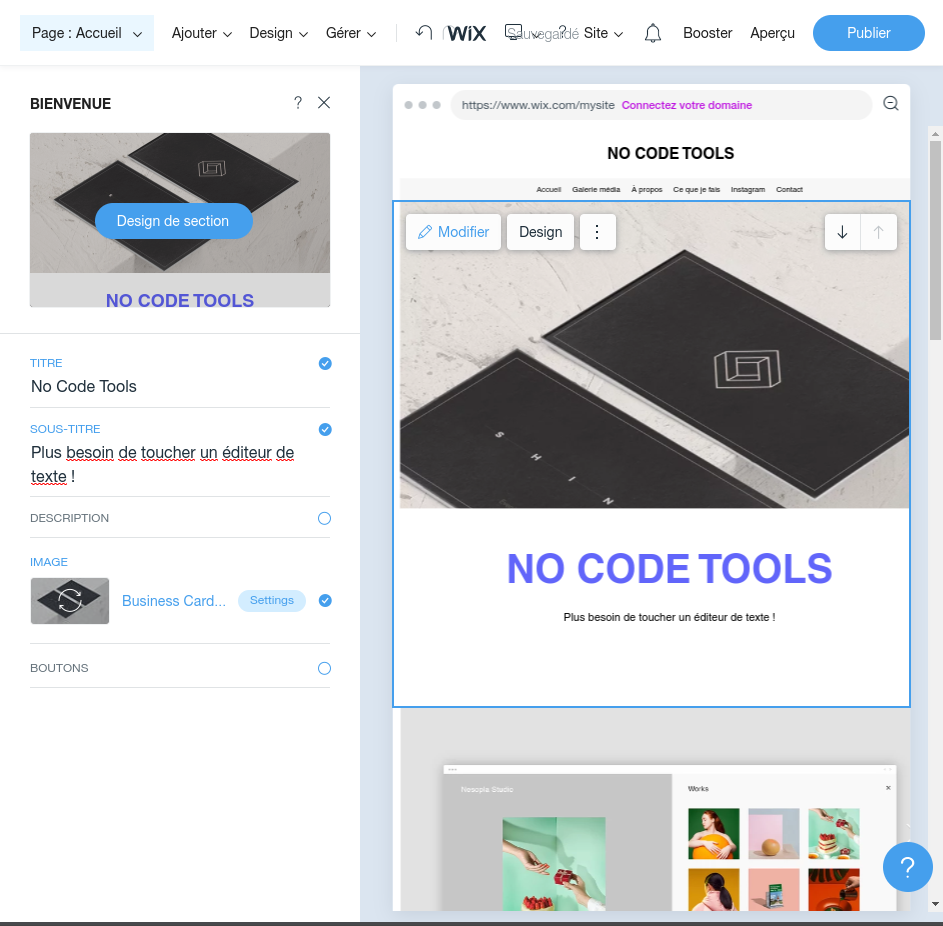 Page : Accueil
Ajouter
Design
Gérer
WiX
Sauvegardé
?
Site
Booster
Aperçu
Publier
BIENVENUE
?
Design de section
NO CODE TOOLS
TITRE
No Code Tools
SOUS-TITRE
Plus besoin de toucher un éditeur de
texte !
DESCRIPTION
IMAGE
Business Card...
Settings
BOUTONS
https://www.wix.com/mysite Connectez votre domaine
NO CODE TOOLS
Accueil Galerie média À propos Ce que je fais Instagram Contact
Modifier
Design
S H I N
NO CODE TOOLS
Plus besoin de toucher un éditeur de texte !
Works
?